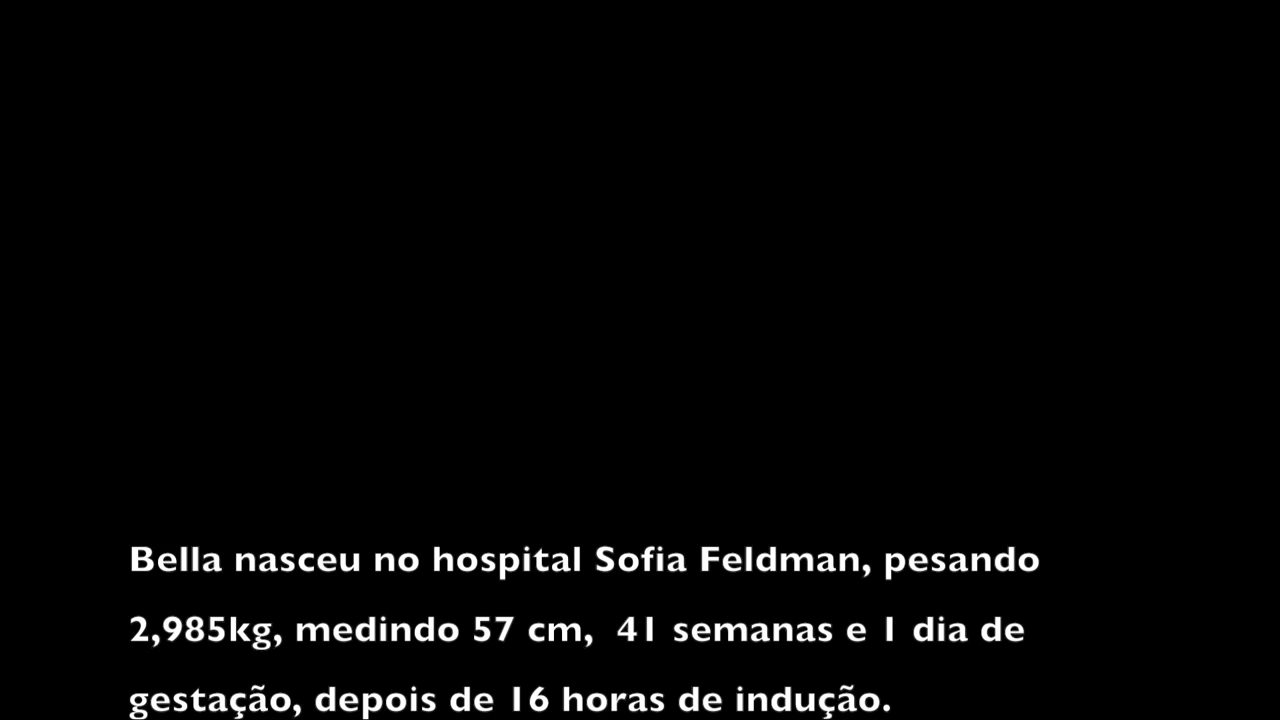 Bella nasceu no hospital Sofia Feldman, pesando
2,985kg, medindo 57 cm,  41 semanas e 1 dia de
gestação, depois de 16 horas de indução.